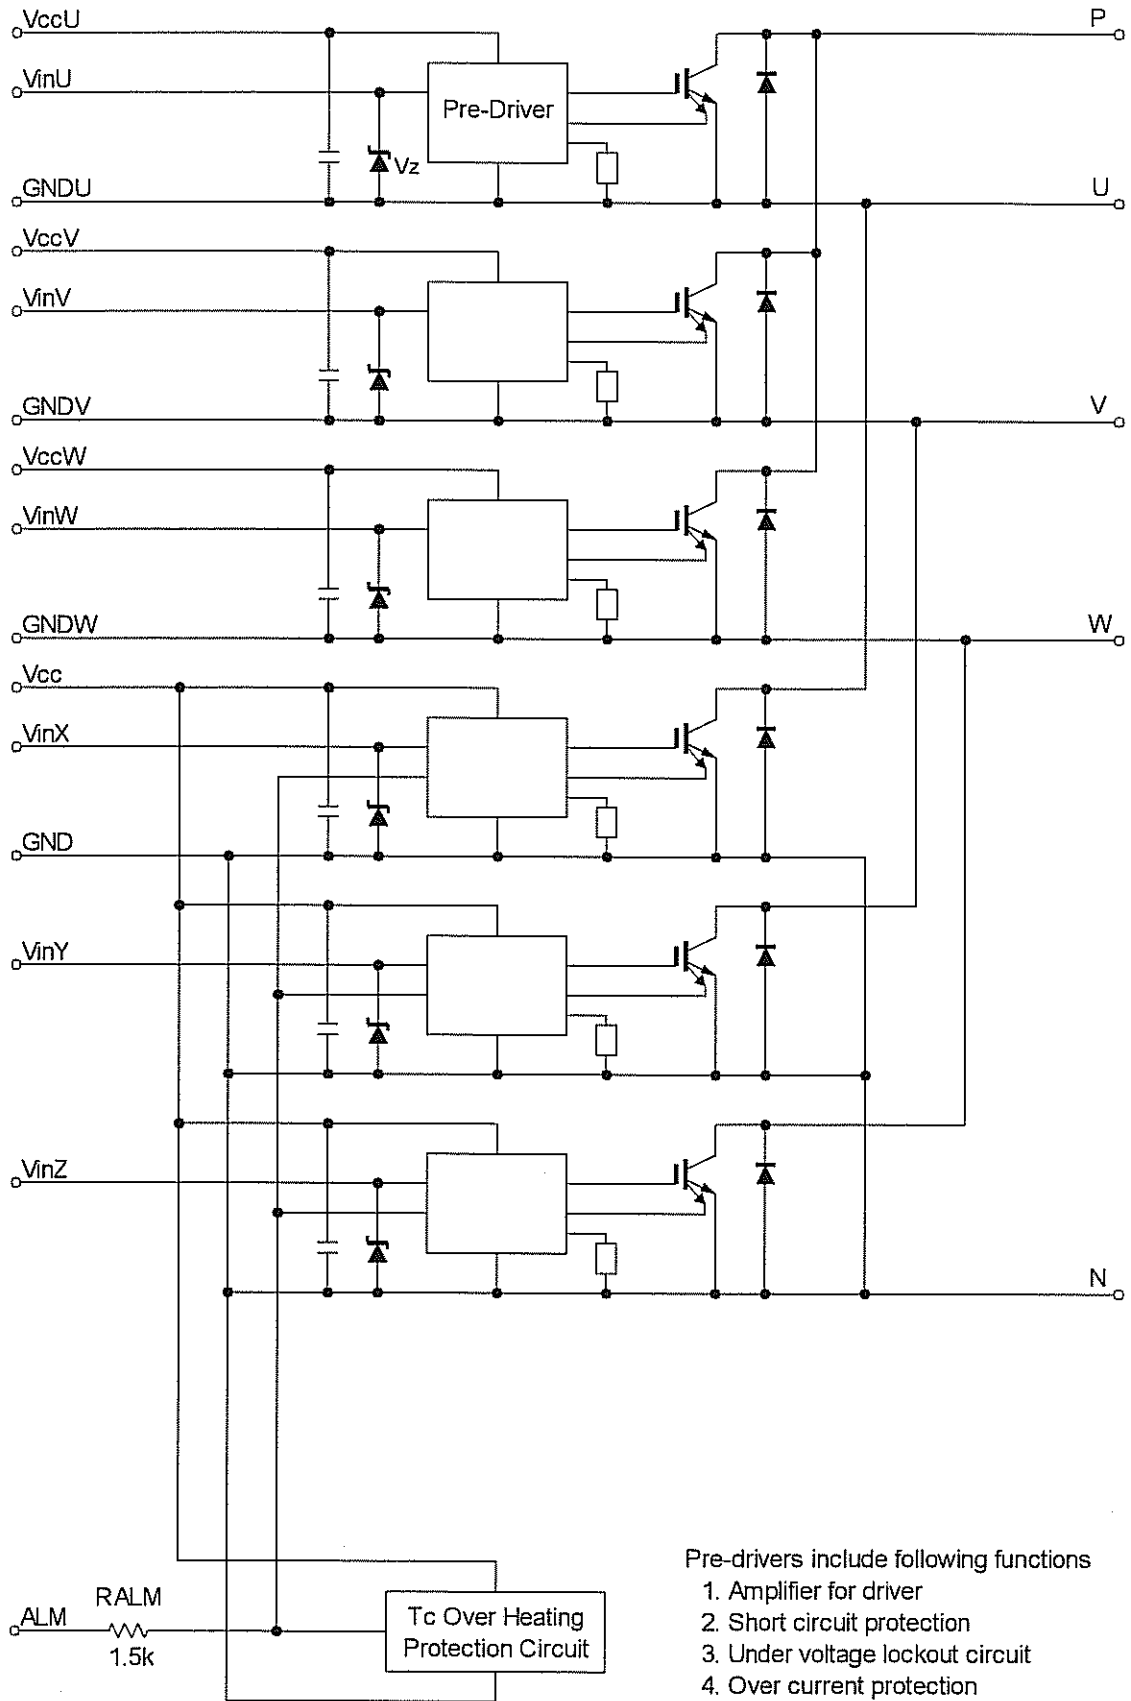 VccU
P
VinU
Pre-Driver
Vz
GNDU
U
VccV
VinV
GNDV
V
VccW
VinW
GNDW
W
Vcc
VinX
GND
VinY
VinZ
N
Pre-drivers include following functions
1. Amplifier for driver
2. Short circuit protection
3. Under voltage lockout circuit
4. Over current protection
ALM
RALM
1.5k
Tc Over Heating
Protection Circuit